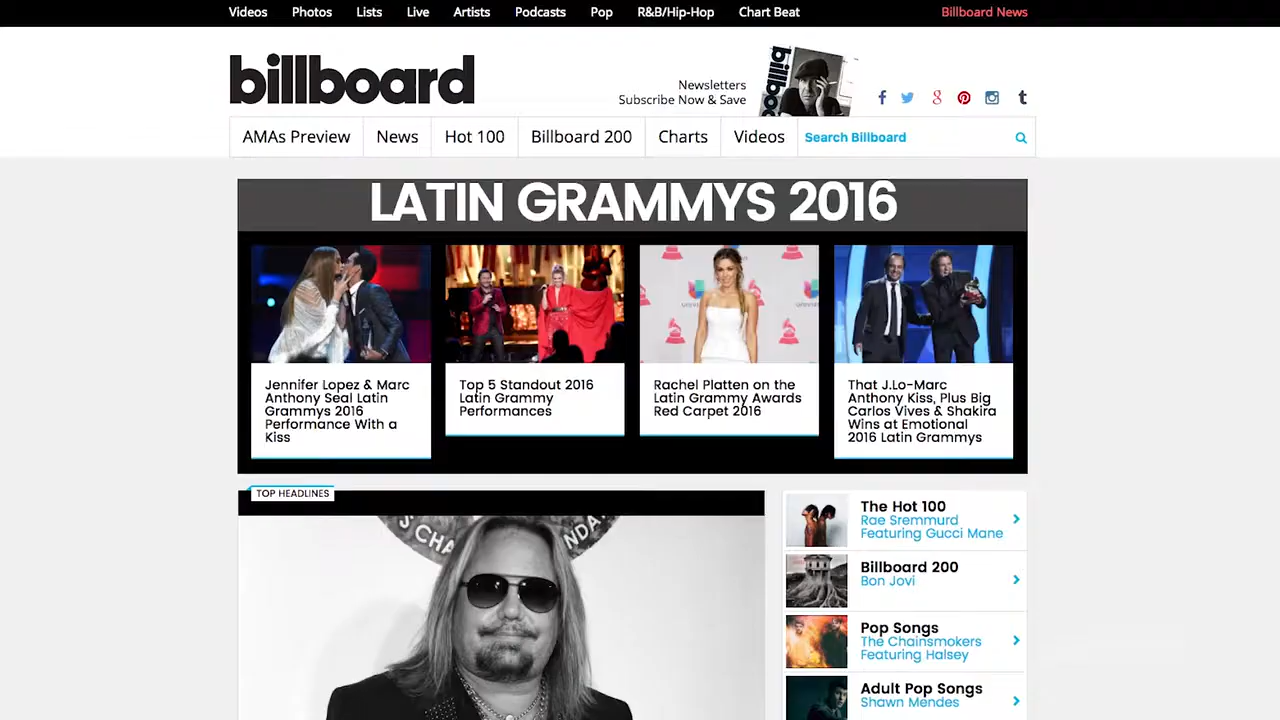 Videos Photos Lists Live Artists Podcasts Pop R&B/Hip-Hop Chart Beat Billboard News
billboard
Newsletters
Subscribe Now & Save
billbo
AMAs Preview News Hot 100 Billboard 200 Charts Videos Search Billboard
LATIN GRAMMYS 2016
Jennifer Lopez & Marc
Anthony Seal Latin
Grammys 2016
Performance With a
Kiss
Top 5 Standout 2016
Latin Grammy
Performances
Rachel Platten on the
Latin Grammy Awards
Red Carpet 2016
That J.Lo-Marc
Anthony Kiss, Plus Big
Carlos Vives & Shakira
Wins at Emotional
2016 Latin Grammys
TOP HEADLINES
S CHA
NDA
The Hot 100
Rae Sremmurd
Featuring Gucci Mane
Billboard 200
Bon Jovi
Pop Songs
The Chainsmokers
Featuring Halsey
Adult Pop Songs
Shawn Mendes